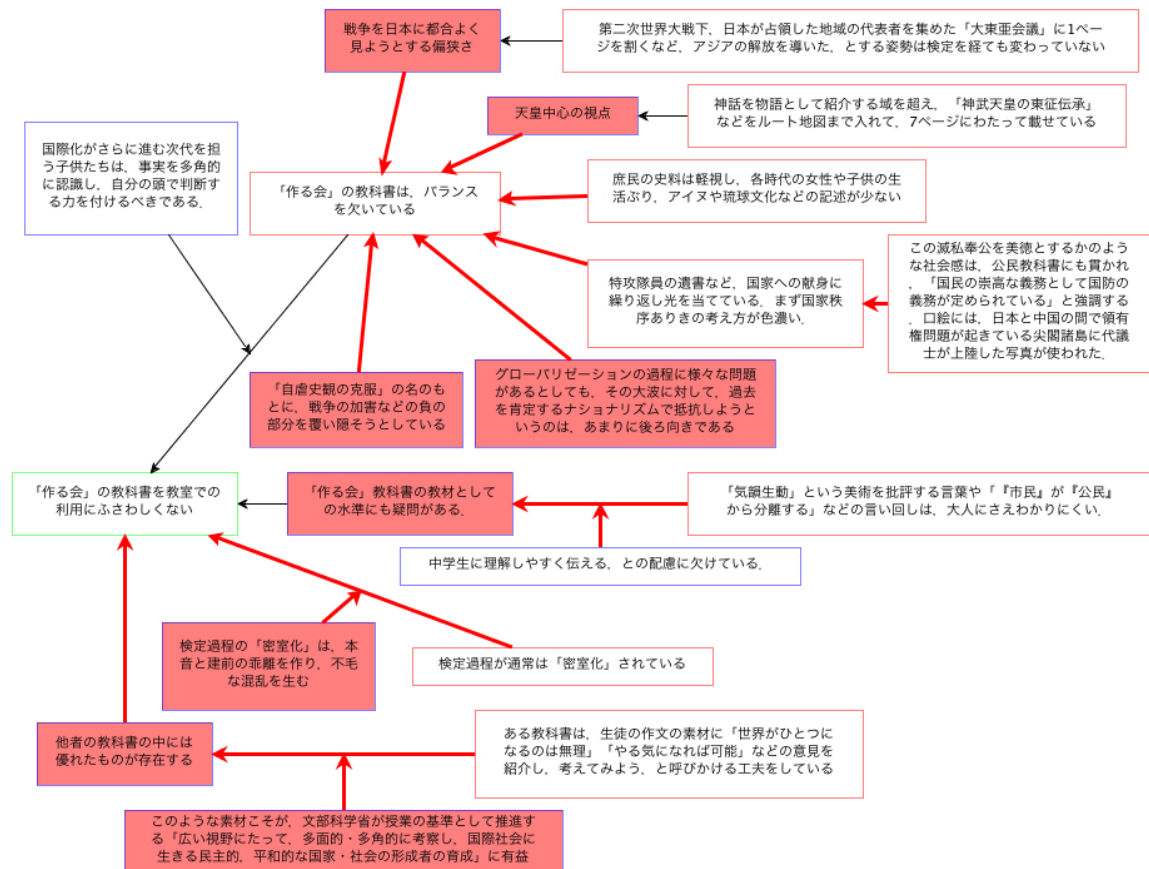 戦争を日本に都合よく
見ようとする偏狭さ
第二次世界大戦下，日本が占領した地域の代表者を集めた「大東亜会議」に1ペー
ジを割くなど，アジアの解放を導いた，とする姿勢は検定を経ても変わっていない
天皇中心の視点
神話を物語として紹介する域を超え，「神武天皇の東征伝承」
などをルート地図まで入れて，7ページにわたって載せている
国際化がさらに進む次代を担
う子供たちは，事実を多角的
に認識し，自分の頭で判断す
る力を付けるべきである．
「作る会」の教科書は，バランス
を欠いている
庶民の史料は軽視し，各時代の女性や子供の生
活ぶり，アイヌや琉球文化などの記述が少ない
特攻隊員の遺書など，国家への献身に
繰り返し光を当てている．まず国家秩
序ありきの考え方が色濃い．
この滅私奉公を美徳とするかのよう
な社会感は，公民教科書にも貫かれ
，「国民の崇高な義務として国防の
義務が定められている」と強調する
．口絵には，日本と中国の間で領有
権問題が起きている尖閣諸島に代議
士が上陸した写真が使われた．
「自虐史観の克服」の名のも
とに，戦争の加害などの負の
部分を覆い隠そうとしている
グローバリゼーションの過程に様々な問題
があるとしても，その大波に対して，過去
を肯定するナショナリズムで抵抗しようと
いうのは，あまりに後ろ向きである
「作る会」の教科書を教室での
利用にふさわしくない
「作る会」教科書の教材として
の水準にも疑問がある．
「気韻生動」という美術を批評する言葉や「『市民』が『公民』
から分離する」などの言い回しは，大人にさえわかりにくい．
中学生に理解しやすく伝える，との配慮に欠けている．
検定過程の「密室化」は，本
音と建前の乖離を作り，不毛
な混乱を生む
検定過程が通常は「密室化」されている
他者の教科書の中には
優れたものが存在する
ある教科書は，生徒の作文の素材に「世界がひとつに
なるのは無理」「やる気になれば可能」などの意見を
紹介し，考えてみよう，と呼びかける工夫をしている
このような素材こそが，文部科学省が授業の基準として推進す
る「広い視野にたって，多面的・多角的に考察し，国際社会に
生きる民主的，平和的な国家・社会の形成者の育成」に有益